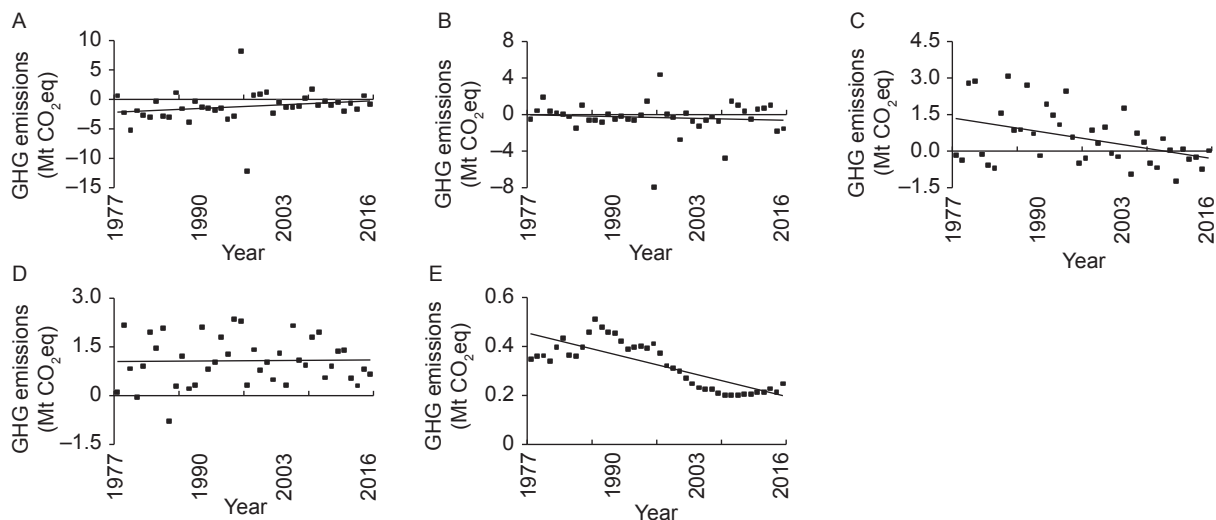 A
GHG emissions
(Mt CO2eq)
10
5
0
–5
–10
–15
1977
1990
2003
2016
Year
B
GHG emissions
(Mt CO2eq)
8
4
0
–4
–8
1977
1990
2003
2016
Year
C
GHG emissions
(Mt CO2eq)
4.5
3.0
1.5
0.0
–1.5
1977
1990
2003
2016
Year
D
GHG emissions
(Mt CO2eq)
3.0
1.5
0
–1.5
1977
1990
2003
2016
Year
E
GHG emissions
(Mt CO2eq)
0.6
0.4
0.2
0
1977
1990
2003
2016
Year